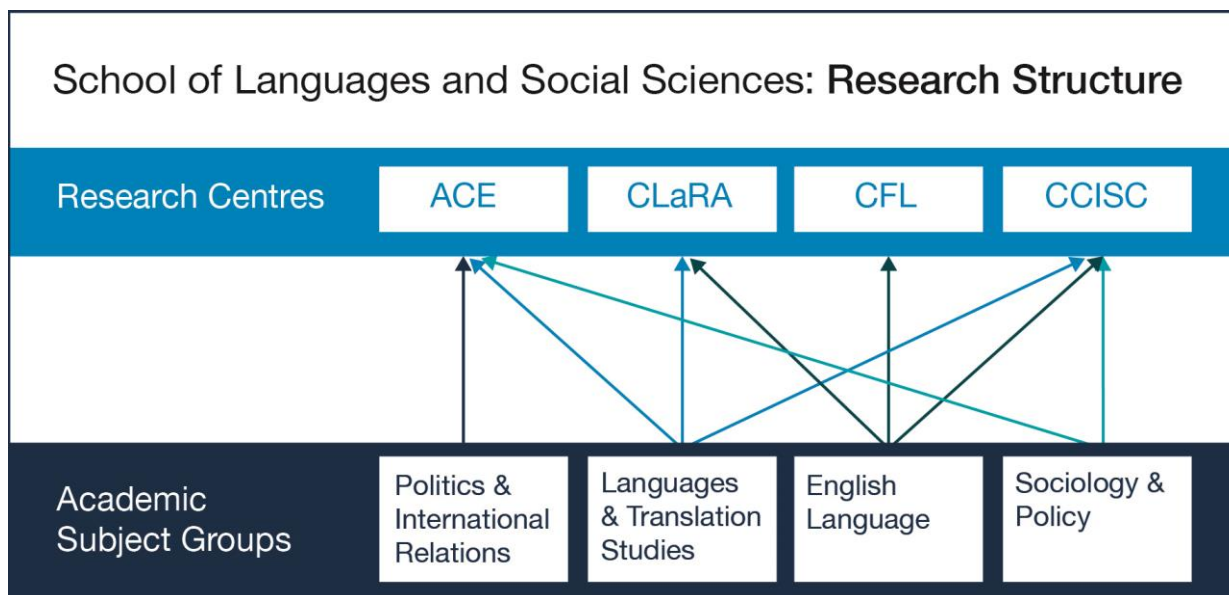 School of Languages and Social Sciences: Research Structure
Research Centres
ACE
CLaRA
CFL
CCISC
Academic
Subject Groups
Politics &
International
Relations
Languages
& Translation
Studies
English
Language
Sociology &
Policy